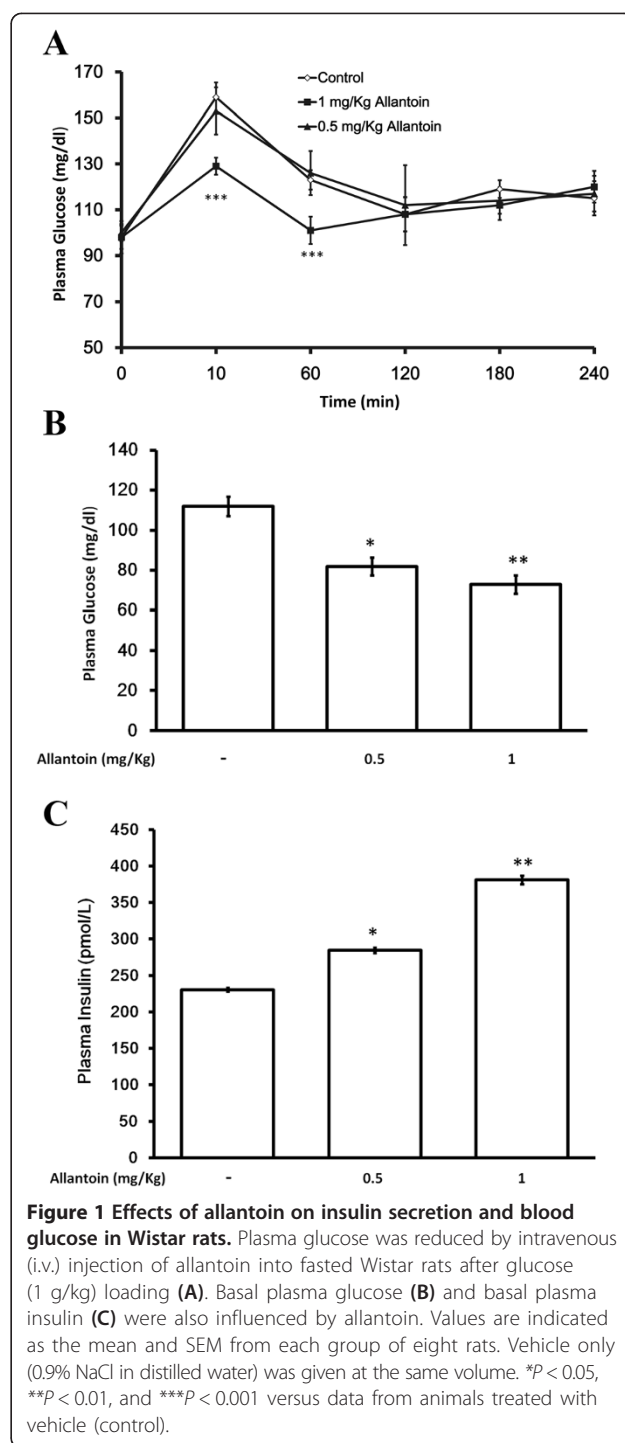 A
170
150
130
110
90
70
50
Plasma Glucose (mg/dl)
Control
1 mg/Kg Allantoin
0.5 mg/Kg Allantoin
***
***
0 10 60 120 180 240
Time (min)
B
140
120
100
80
60
40
20
0
Plasma Glucose (mg/dl)
*
**
Allantoin (mg/Kg) - 0.5 1
C
450
400
350
300
250
200
150
100
50
0
Plasma Insulin (pmol/L)
*
**
Allantoin (mg/Kg) - 0.5 1
Figure 1 Effects of allantoin on insulin secretion and blood
glucose in Wistar rats. Plasma glucose was reduced by intravenous
(i.v.) injection of allantoin into fasted Wistar rats after glucose
(1 g/kg) loading (A). Basal plasma glucose (B) and basal plasma
insulin (C) were also influenced by allantoin. Values are indicated
as the mean and SEM from each group of eight rats. Vehicle only
(0.9% NaCl in distilled water) was given at the same volume. *P < 0.05,
**P < 0.01, and ***P < 0.001 versus data from animals treated with
vehicle (control).